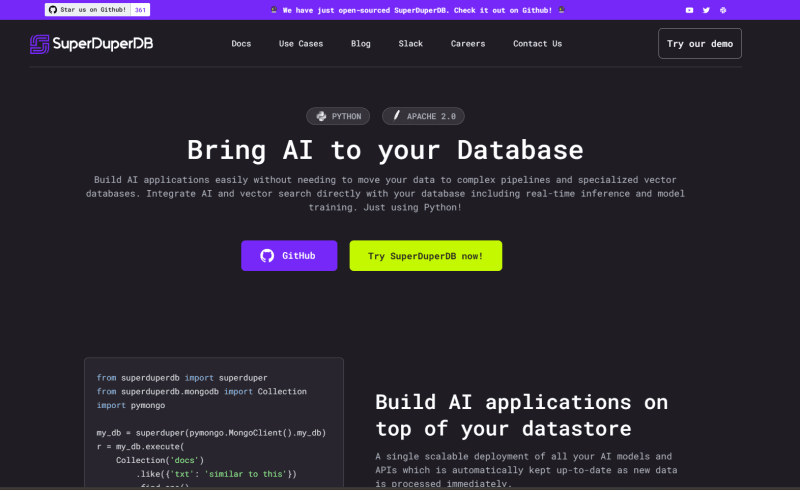 Star us on Github! 361
We have just open-sourced SuperDuperDB. Check it out on Github!
SuperDuperDB
Docs Use Cases Blog Slack Careers Contact Us
Try our demo
PYTHON APACHE 2.0
Bring AI to your Database
Build AI applications easily without needing to move your data to complex pipelines and specialized vector
databases. Integrate AI and vector search directly with your database including real-time inference and model
training. Just using Python!
GitHub Try SuperDuperDB now!
from superduperdb import superduper
from superduperdb.mongodb import Collection
import pymongo
my_db = superduper(pymongo.MongoClient().my_db)
r = my_db.execute(
Collection('docs')
.like({'txt': 'similar to this'})
.find_one()
Build AI applications on
top of your datastore
A single scalable deployment of all your AI models and
APIs which is automatically kept up-to-date as new data
is processed immediately.